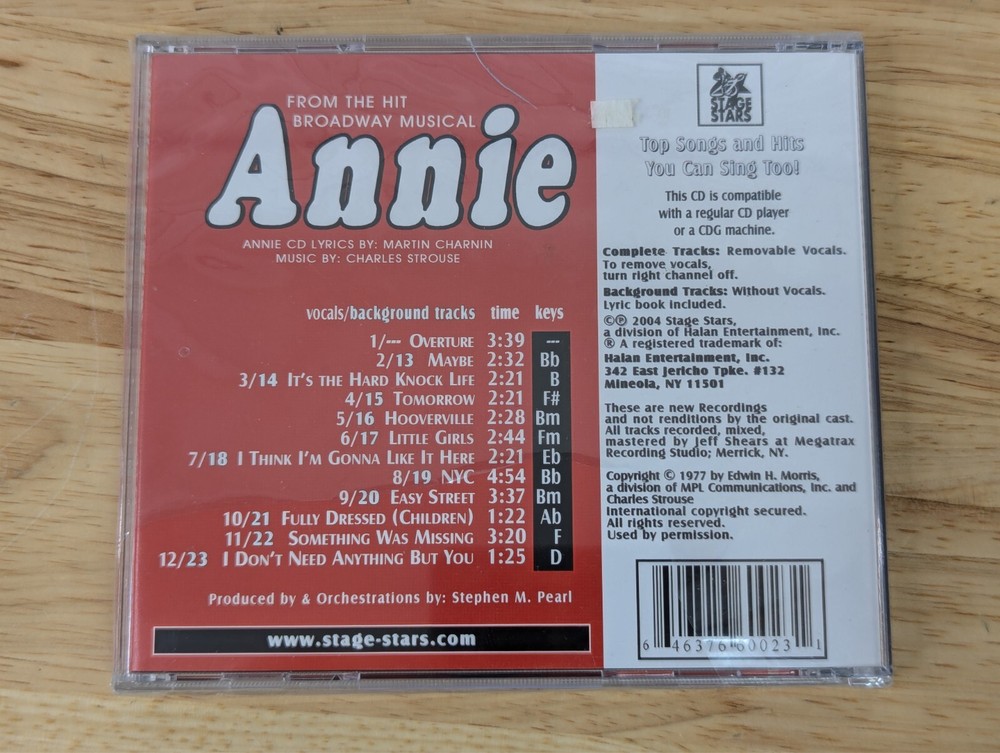 FROM THE HIT
BROADWAY MUSICAL
Annie
ANNIE CD LYRICS BY: MARTIN CHARNIN
MUSIC BY: CHARLES STROUSE
vocals/background tracks time keys
1/--- OVERTURE 3:39 ---
2/13 MAYBE 2:32 Bb
3/14 IT'S THE HARD KNOCK LIFE 2:21 B
4/15 TOMORROW 2:21 F#
5/16 HOOVERVILLE 2:28 Bm
6/17 LITTLE GIRLS 2:44 Fm
7/18 I THINK I'M GONNA LIKE IT HERE 2:21 Eb
8/19 NYC 4:54 Bb
9/20 EASY STREET 3:37 Bm
10/21 FULLY DRESSED (CHILDREN) 1:22 Ab
11/22 SOMETHING WAS MISSING 3:20 F
12/23 I DON'T NEED ANYTHING BUT YOU 1:25 D
Produced by & Orchestrations by: Stephen M. Pearl
www.stage-stars.com
STAGE
STARS
Top Songs and Hits
You Can Sing Too!
This CD is compatible
with a regular CD player
or a CDG machine.
Complete Tracks: Removable Vocals.
To remove vocals,
turn right channel off.
Background Tracks: Without Vocals.
Lyric book included.
©℗ 2004 Stage Stars,
a division of Halan Entertainment, Inc.
® A registered trademark of:
Halan Entertainment, Inc.
342 East Jericho Tpke. #132
Mineola, NY 11501
These are new Recordings
and not renditions by the original cast.
All tracks recorded, mixed,
mastered by Jeff Shears at Megatrax
Recording Studio; Merrick, NY.
Copyright © 1977 by Edwin H. Morris,
a division of MPL Communications, Inc. and
Charles Strouse
International copyright secured.
All rights reserved.
Used by permission.
6 46376 60023 1